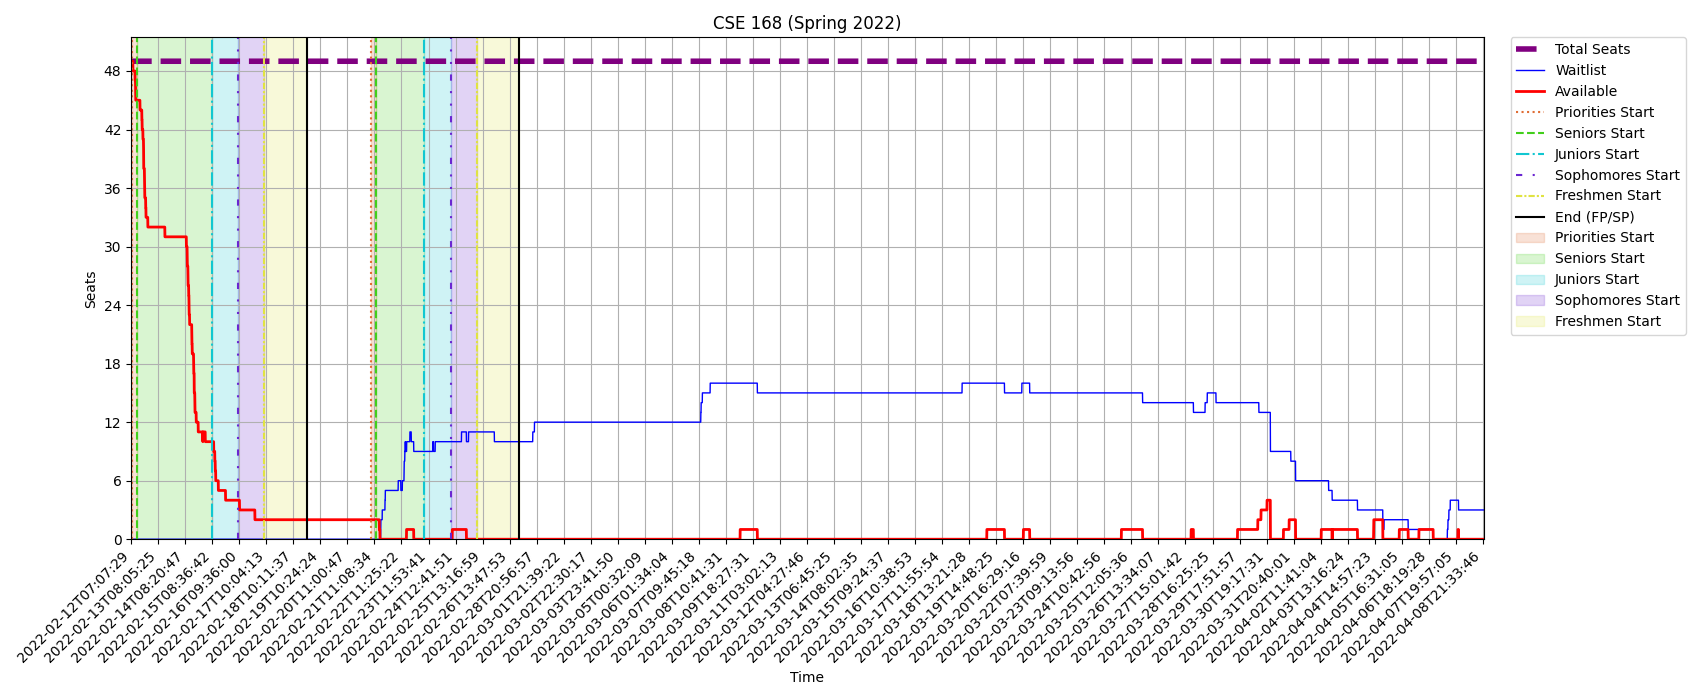 CSE 168 (Spring 2022)
Seats
48
42
36
30
24
18
12
6
0
2022-02-12T7:07:29
2022-02-13T08:05:25
2022-02-14T08:20:47
2022-02-15T08:36:42
2022-02-16T09:36:00
2022-02-17T10:04:13
2022-02-18T10:11:37
2022-02-19T10:24:24
2022-02-20T11:00:47
2022-02-21T11:08:34
2022-02-22T11:25:22
2022-02-23T11:53:41
2022-02-24T12:41:51
2022-02-25T13:16:59
2022-02-26T13:47:53
2022-02-28T20:56:57
2022-03-01T21:39:22
2022-03-02T22:30:17
2022-03-03T23:41:50
2022-03-05T00:32:09
2022-03-06T01:34:04
2022-03-07T09:45:18
2022-03-08T10:41:31
2022-03-09T18:27:31
2022-03-11T03:02:13
2022-03-12T04:27:46
2022-03-13T06:45:25
2022-03-14T08:02:35
2022-03-15T09:24:37
2022-03-16T10:38:53
2022-03-17T11:55:54
2022-03-18T13:21:28
2022-03-19T14:48:25
2022-03-20T16:29:16
2022-03-22T07:39:59
2022-03-23T09:13:56
2022-03-24T10:42:56
2022-03-25T12:05:36
2022-03-26T13:34:07
2022-03-27T15:01:42
2022-03-28T16:25:25
2022-03-29T17:51:57
2022-03-30T19:17:31
2022-03-31T20:40:01
2022-04-02T11:41:04
2022-04-03T13:16:24
2022-04-04T14:57:23
2022-04-05T16:31:05
2022-04-06T18:19:28
2022-04-07T19:57:05
2022-04-08T21:33:46
Time
Total Seats
Waitlist
Available
Priorities Start
Seniors Start
Juniors Start
Sophomores Start
Freshmen Start
End (FP/SP)
Priorities Start
Seniors Start
Juniors Start
Sophomores Start
Freshmen Start